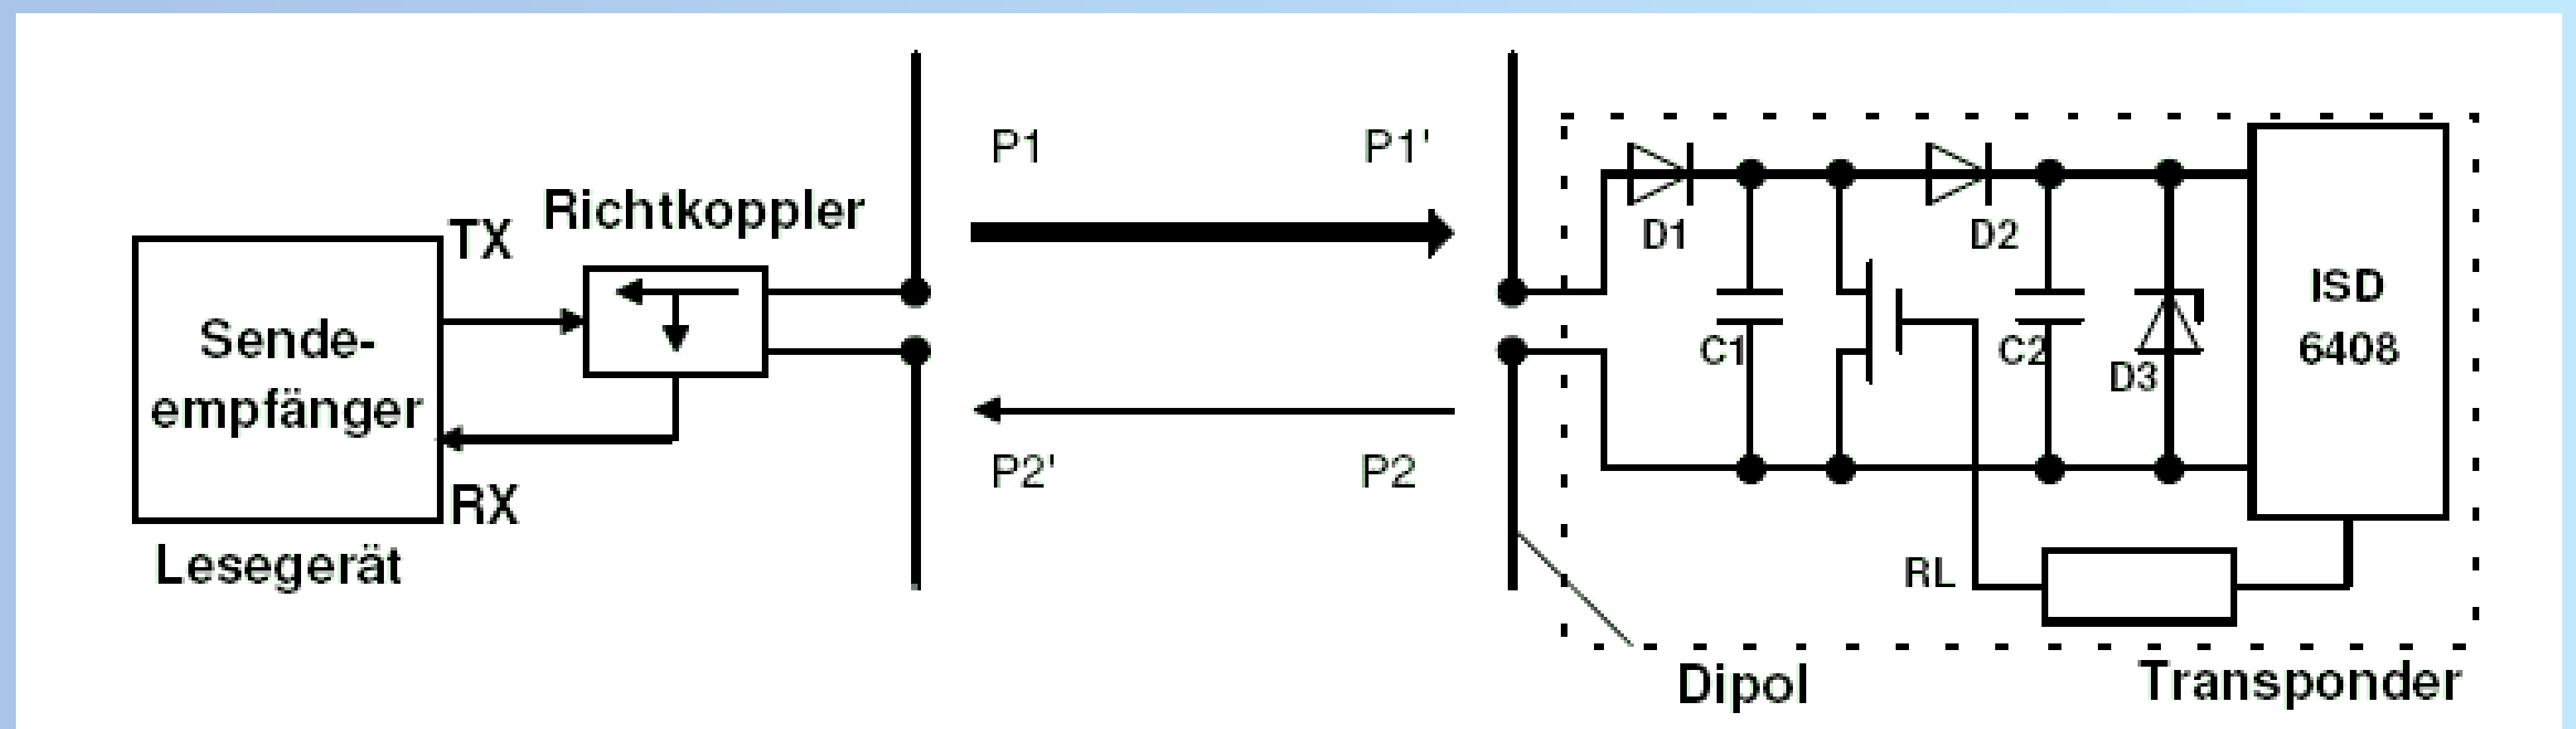 TX
Richtkoppler
Sende-
empfänger
RX
Lesegerät
P1
P1'
P2'
P2
D1
D2
C1
C2
D3
ISD
6408
RL
Dipol
Transponder